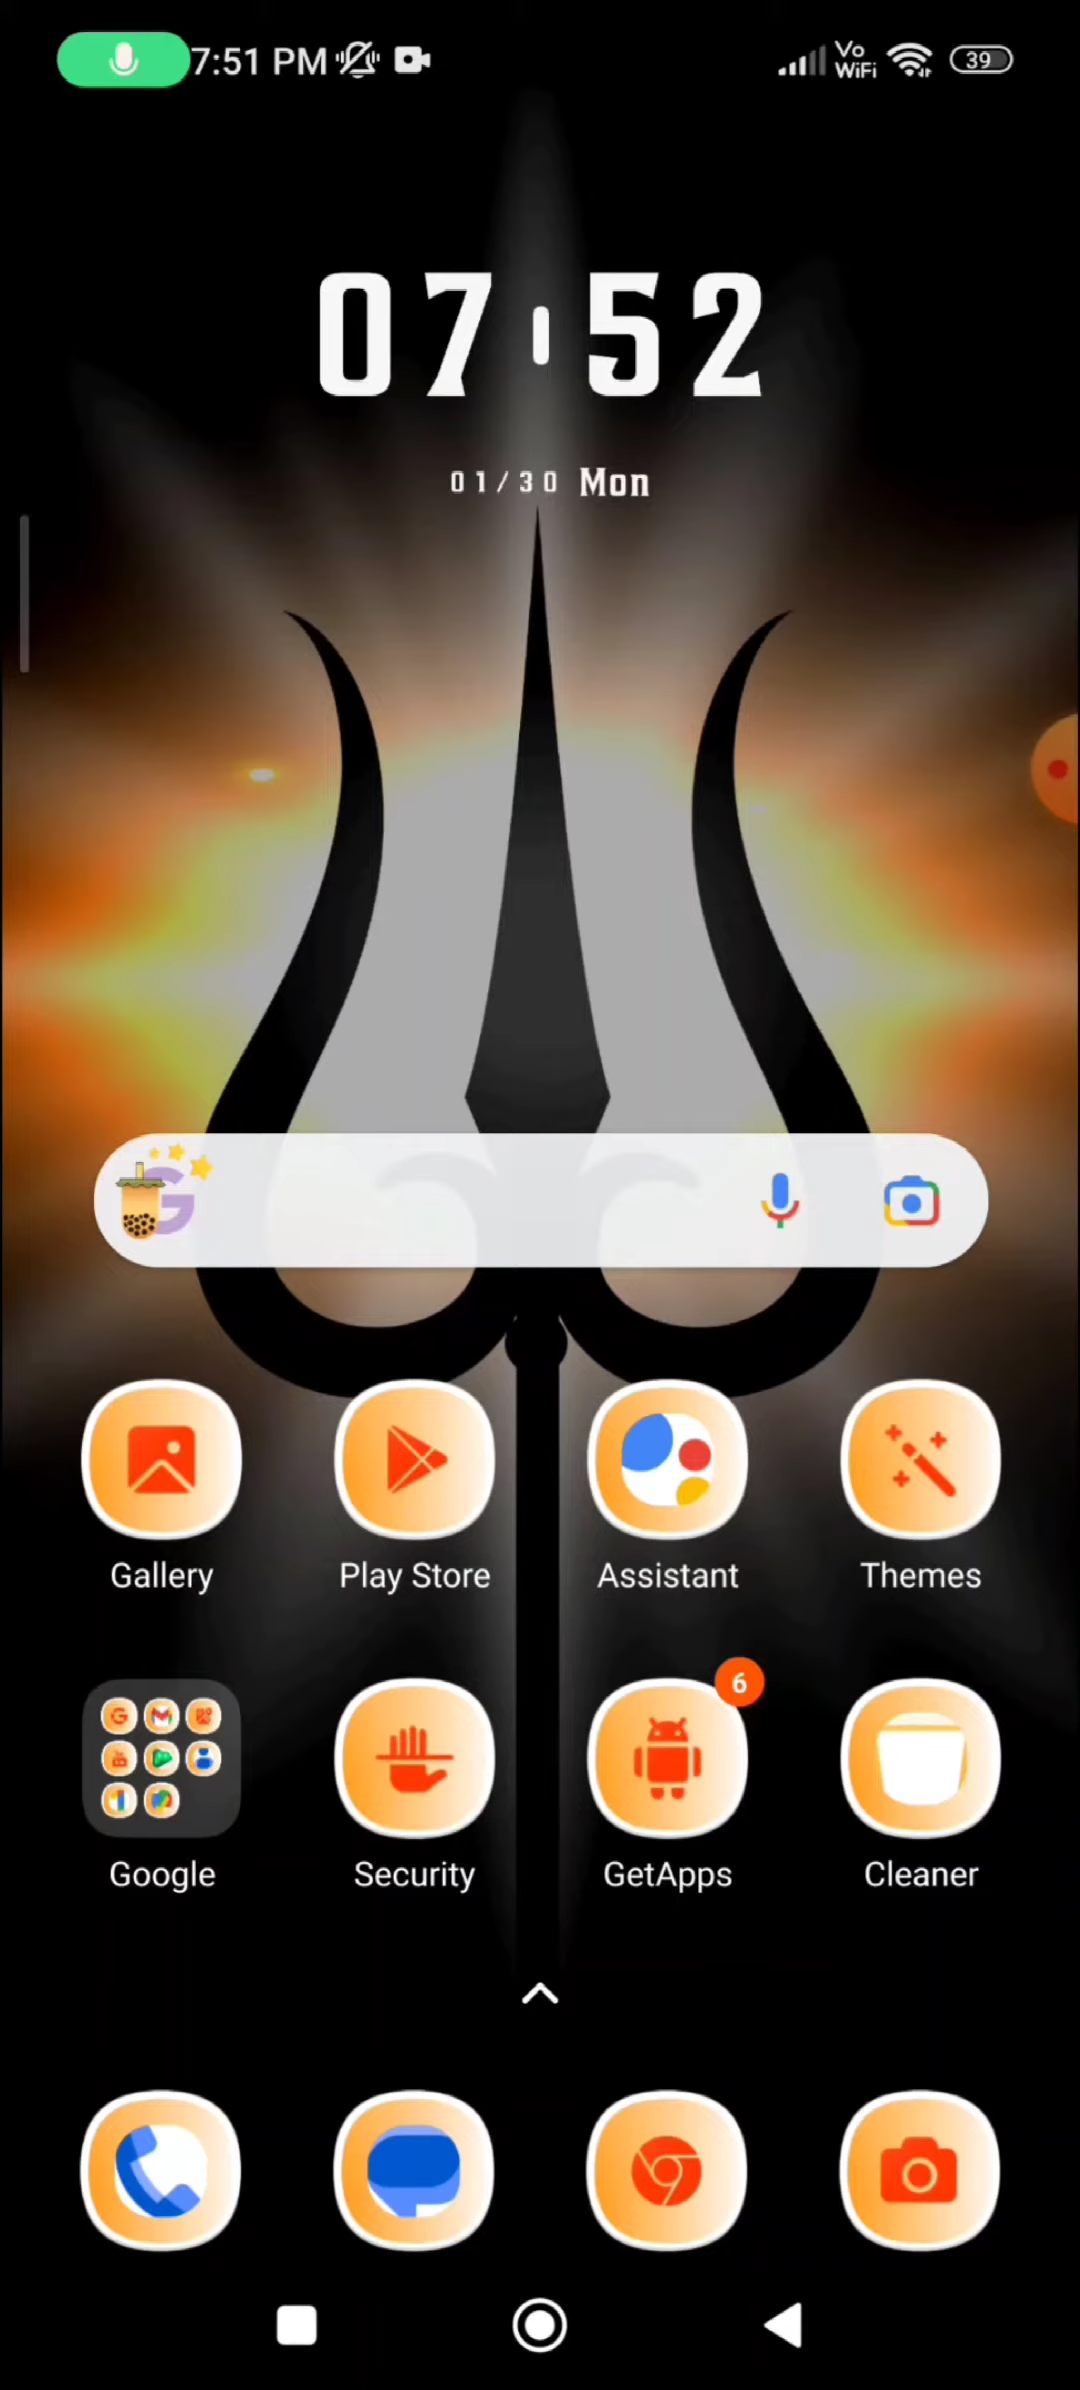 7:51 PM Vo WiFi 39
07:52
01/30 Mon
G
Gallery Play Store Assistant Themes
6
Google Security GetApps Cleaner